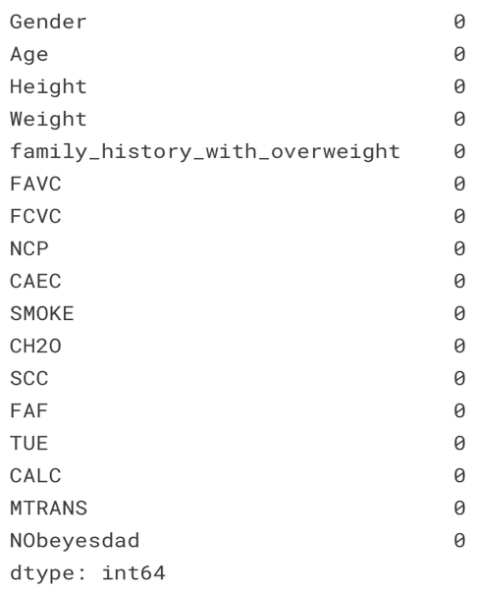 Gender 0
Age 0
Height 0
Weight 0
family_history_with_overweight 0
FAVC 0
FCVC 0
NCP 0
CAEC 0
SMOKE 0
CH2O 0
SCC 0
FAF 0
TUE 0
CALC 0
MTRANS 0
NObeyesdad 0
dtype: int64